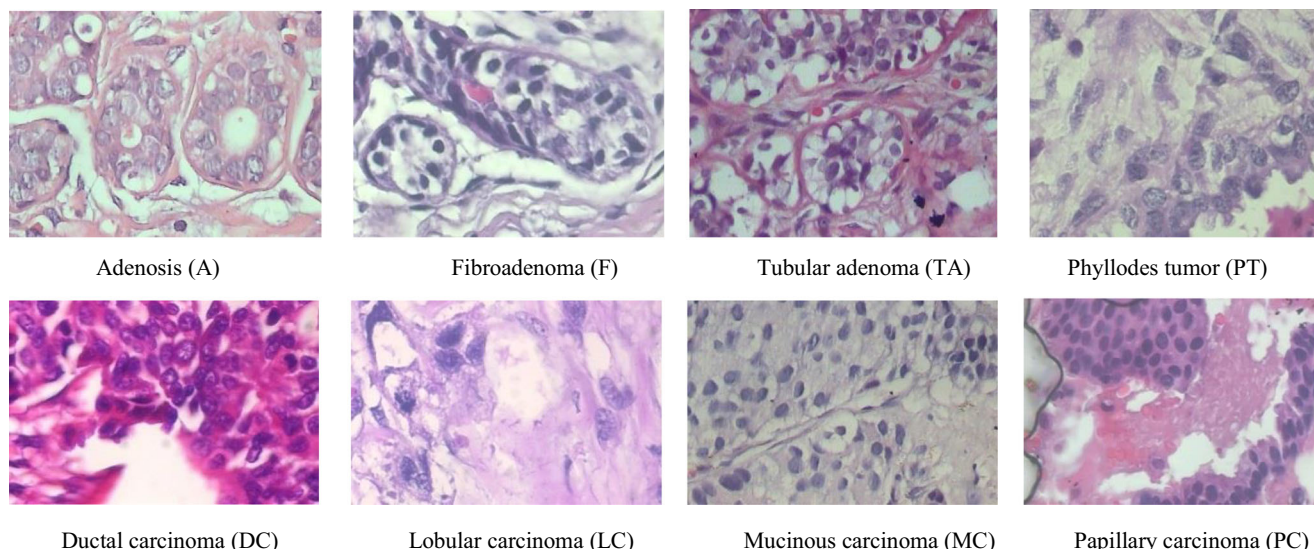 Adenosis (A)
Fibroadenoma (F)
Tubular adenoma (TA)
Phyllodes tumor (PT)
Ductal carcinoma (DC)
Lobular carcinoma (LC)
Mucinous carcinoma (MC)
Papillary carcinoma (PC)